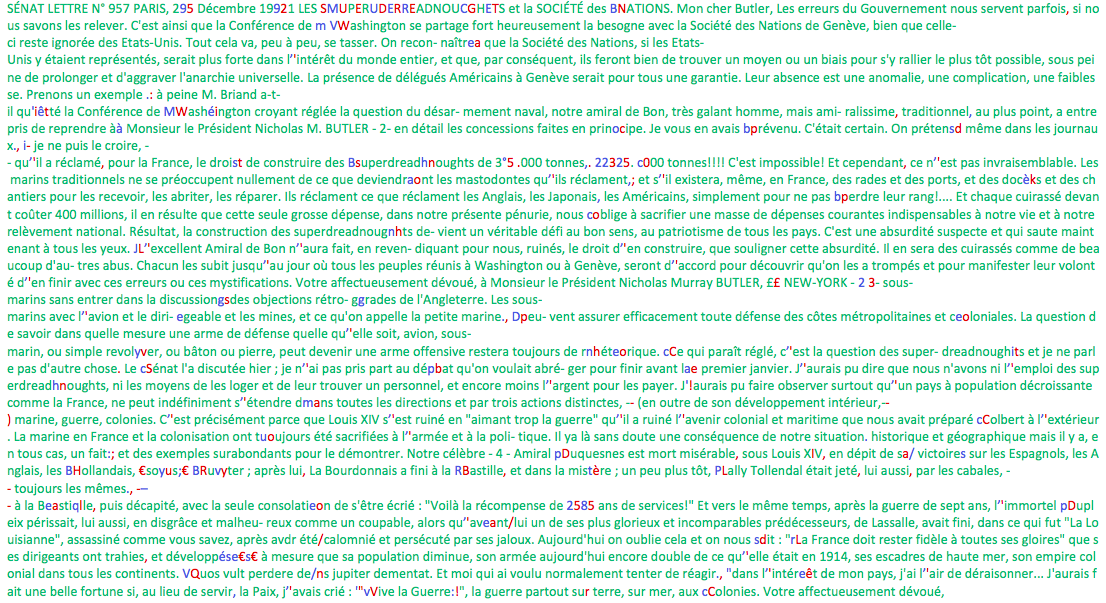 SÉNAT LETTRE N° 957 PARIS, 295 Décembre 19921 LES SMUPERUDERREADNOUCGHETS et la SOCIÉTÉ des BNATIONS. Mon cher Butler, Les erreurs du Gouvernement nous servent parfois, si no
us savons les relever. C'est ainsi que la Conférence de m VWashington se partage fort heureusement la besogne avec la Société des Nations de Genève, bien que celle-
ci reste ignorée des Etats-Unis. Tout cela va, peu à peu, se tasser. On recon- naîtrea que la Société des Nations, si les Etats-
Unis y étaient représentés, serait plus forte dans l’'intérêt du monde entier, et que, par conséquent, ils feront bien de trouver un moyen ou un biais pour s'y rallier le plus tôt possible, sous pei
ne de prolonger et d'aggraver l'anarchie universelle. La présence de délégués Américains à Genève serait pour tous une garantie. Leur absence est une anomalie, une complication, une faibles
se. Prenons un exemple .: à peine M. Briand a-t-
il qu'iêtté la Conférence de MWashéington croyant réglée la question du désar- mement naval, notre amiral de Bon, très galant homme, mais ami- ralissime, traditionnel, au plus point, a entre
pris de reprendre àà Monsieur le Président Nicholas M. BUTLER - 2- en détail les concessions faites en prinocipe. Je vous en avais bprévenu. C'était certain. On prétensd même dans les journau
x., i- je ne puis le croire, -
- qu’'il a réclamé, pour la France, le droist de construire des Bsuperdreadhnoughts de 3°5 .000 tonnes,. 22325. c000 tonnes!!!! C'est impossible! Et cependant, ce n’'est pas invraisemblable. Les
marins traditionnels ne se préoccupent nullement de ce que deviendraont les mastodontes qu’'ils réclament,; et s’'il existera, même, en France, des rades et des ports, et des docèks et des ch
antiers pour les recevoir, les abriter, les réparer. Ils réclament ce que réclament les Anglais, les Japonais, les Américains, simplement pour ne pas bperdre leur rang!.... Et chaque cuirassé devan
t coûter 400 millions, il en résulte que cette seule grosse dépense, dans notre présente pénurie, nous coblige à sacrifier une masse de dépenses courantes indispensables à notre vie et à notre
relèvement national. Résultat, la construction des superdreadnougnhts de- vient un véritable défi au bon sens, au patriotisme de tous les pays. C'est une absurdité suspecte et qui saute maint
enant à tous les yeux. JL’'excellent Amîral de Bon n’'aura fait, en reven- diquant pour nous, ruinés, le droit d’'en construire, que souligner cette absurdité. Il en sera des cuirassés comme de bea
ucoup d'au- tres abus. Chacun les subit jusqu’'au jour où tous les peuples réunis à Washington ou à Genève, seront d’'accord pour découvrir qu'on les a trompés et pour manifester leur volont
é d’'en finir avec ces erreurs ou ces mystifications. Votre affectueusement dévoué, à Monsieur le Président Nicholas Murray BUTLER, ££ NEW-YORK - 2 3- sous-
marins sans entrer dans la discussiongsdes objections rétro- ggrades de l'Angleterre. Les sous-
marins avec l’'avion et le diri- egeable et les mines, et ce qu'on appelle la petite marine., Dpeu- vent assurer efficacement toute défense des côtes métropolitaines et ceoloniales. La question d
e savoir dans quelle mesure une arme de défense quelle qu’'elle soit, avion, sous-
marin, ou simple revolyver, ou bâton ou pierre, peut devenir une arme offensive restera toujours de rnhéteorique. cCe qui paraît réglé, c’'est la question des super- dreadnoughits et je ne parl
e pas d'autre chose. Le cSénat l'a discutée hier ; je n’'ai pas pris part au dépbat qu'on voulait abré- ger pour finir avant lae premier janvier. J’'aurais pu dire que nous n'avons ni l’'emploi des sup
erdreadhnoughts, ni les moyens de les loger et de leur trouver un personnel, et encore moins l’'argent pour les payer. J'!aurais pu faire observer surtout qu’'un pays à population décroissante
comme la France, ne peut indéfiniment s’'étendre dmans toutes les directions et par trois actions distinctes, -- (en outre de son développement intérieur,--
) marine, guerre, colonies. C’'est précisément parce que Louis XIV s’'est ruiné en "aimant trop la guerre" qu’'il a ruiné l’'avenir colonial et maritime que nous avait préparé cColbert à l’'extérieur
. La marine en France et la colonisation ont tuoujours été sacrifiées à l’'armée et à la poli- tique. Il ya là sans doute une conséquence de notre situation. historique et géographique mais il y a, e
n tous cas, un fait:; et des exemples surabondants pour le démontrer. Notre célèbre - 4 - Amiral pDuquesnes est mort misérable, sous Louis XIV, en dépit de sa/ victoires sur les Espagnols, les A
nglais, les BHollandais, €soyus;€ BRuvyter ; après lui, La Bourdonnais a fini à la RBastille, et dans la mistère ; un peu plus tôt, PLally Tollendal était jeté, lui aussi, par les cabales, -
- toujours les mêmes., -—
- à la Beastiqlle, puis décapité, avec la seule consolatieon de s'être écrié : "Voilà la récompense de 2585 ans de services!" Et vers le même temps, après la guerre de sept ans, l’'immortel pDupl
eix périssait, lui aussi, en disgrâce et malheu- reux comme un coupable, alors qu’'aveant/lui un de ses plus glorieux et incomparables prédécesseurs, de Lassalle, avait fini, dans ce qui fut "La Lo
uisianne", assassiné comme vous savez, après avdr été/calomnié et persécuté par ses jaloux. Aujourd'hui on oublie cela et on nous sdit : "rLa France doit rester fidèle à toutes ses gloires" que s
es dirigeants ont trahies, et développése€s€ à mesure que sa population diminue, son armée aujourd'hui encore double de ce qu’'elle était en 1914, ses escadres de haute mer, son empire col
onial dans tous les continents. VQuos vult perdere de/ns jupiter dementat. Et moi qui ai voulu normalement tenter de réagir., "dans l’'intéreêt de mon pays, j'ai l’'air de déraisonner... J'aurais f
ait une belle fortune si, au lieu de servir, la Paix, j’'avais crié : '"vVive la Guerre:!", la guerre partout sur terre, sur mer, aux cColonies. Votre affectueusement dévoué,